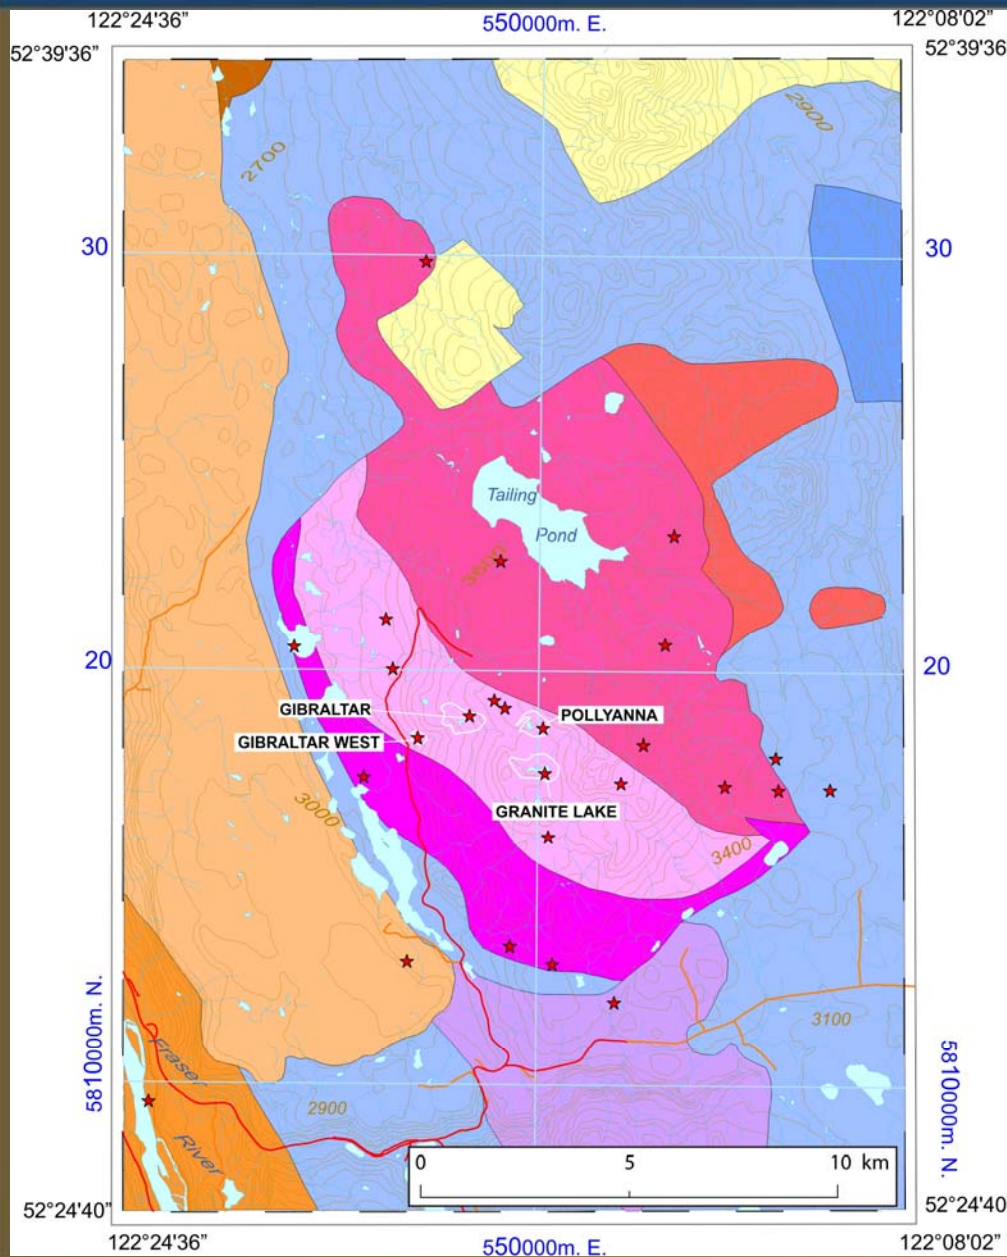 122°24'36” 550000m. E. 122°08'02”
52°39'36” 52°39'36
2900
2700
30 30
Tailing
Pond
3600
20 20
GIBRALTAR POLLYANNA
GIBRALTAR WEST
3000 GRANITE LAKE
3400
5810000m. N. 3100 5810000m. N.
Fraser
2900
River
0 5 10 km
52°24'40” 52°24'40
122°24'36” 550000m. E. 122°08'02”